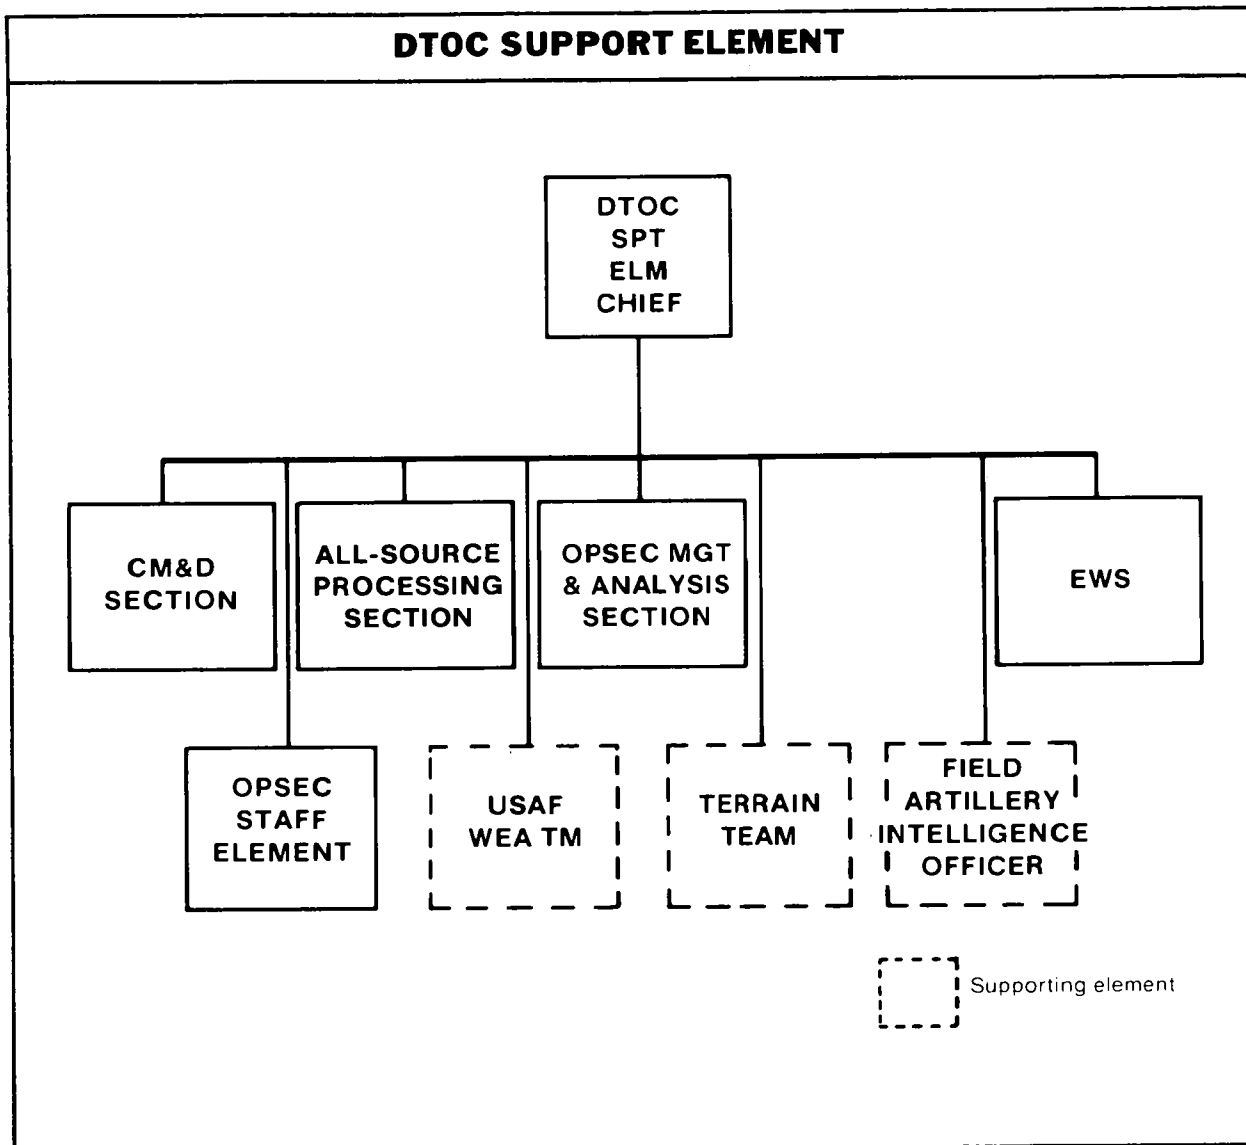 DTOC SUPPORT ELEMENT
DTOC
SPT
ELM
CHIEF
CM&D
SECTION
ALL-SOURCE
PROCESSING
SECTION
OPSEC MGT
& ANALYSIS
SECTION
EWS
OPSEC
STAFF
ELEMENT
USAF
WEA TM
TERRAIN
TEAM
FIELD
ARTILLERY
INTELLIGENCE
OFFICER
Supporting element